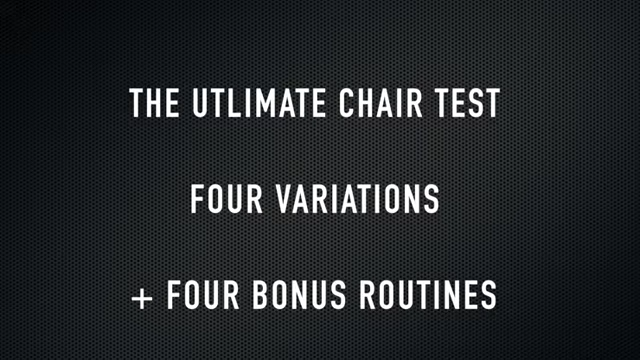 THE UTLIMATE CHAIR TEST
FOUR VARIATIONS
+ FOUR BONUS ROUTINES